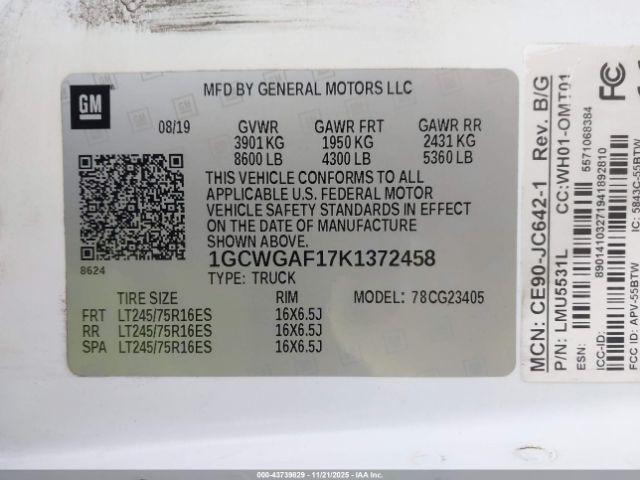 GM
MFD BY GENERAL MOTORS LLC
08/19 GVWR GAWR FRT GAWR RR
3901 KG 1950 KG 2431 KG
8600 LB 4300 LB 5360 LB
THIS VEHICLE CONFORMS TO ALL
APPLICABLE U.S. FEDERAL MOTOR
VEHICLE SAFETY STANDARDS IN EFFECT
ON THE DATE OF MANUFACTURE
SHOWN ABOVE.
8624
1GCWGAF17K1372458
TYPE: TRUCK
TIRE SIZE RIM MODEL: 78CG23405
FRT LT245/75R16ES 16X6.5J
RR LT245/75R16ES 16X6.5J
SPA LT245/75R16ES 16X6.5J
MCN: CE90-JC642-1 Rev. B/G
P/N: LMU5531L CC:WH01-OMT01
ESN: 5571068384
ICC-ID: 89014103271941892810
FCC ID: APV-55BTW IC: 5843C-55BTW
FC
000-43739829 - 11/21/2025 - IAAI.COM